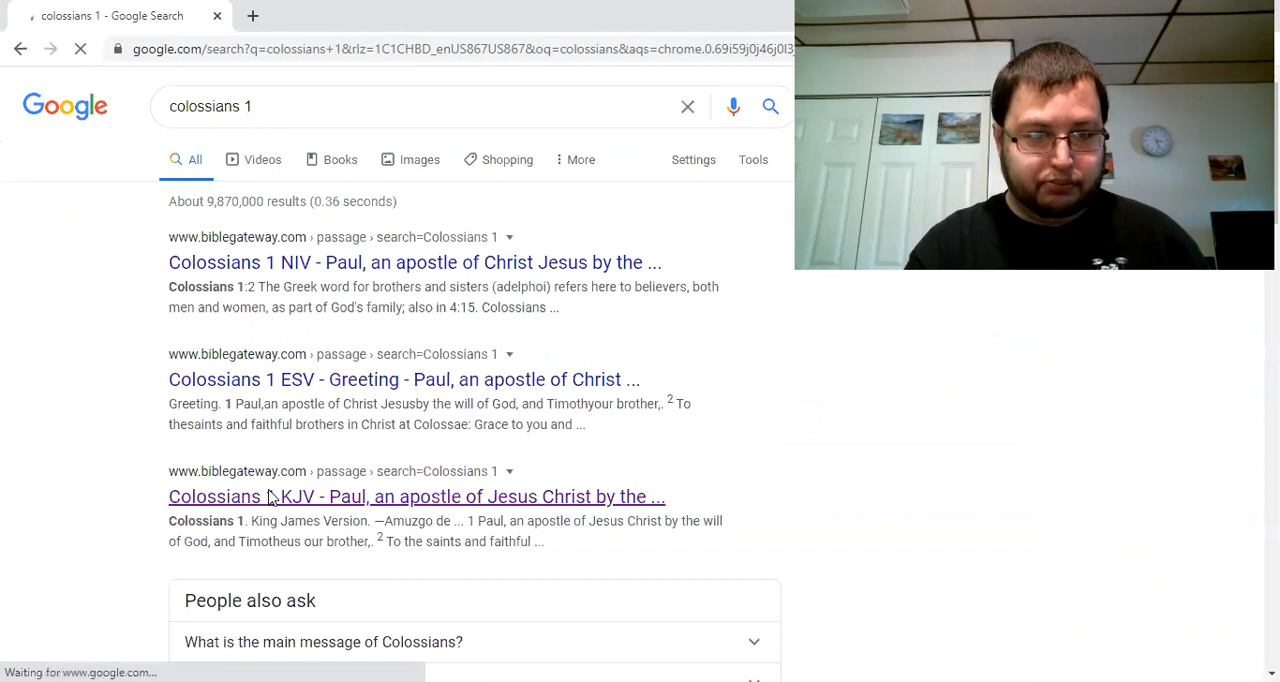 colossians 1 - Google Search
google.com/search?q=colossians+1&rlz=1C1CHBD_enUS867US867&oq=colossians&aqs=chrome.0.69i59j0j46j0l3
Google
colossians 1
All Videos Books Images Shopping More Settings Tools
About 9,870,000 results (0.36 seconds)
www.biblegateway.com › passage › search=Colossians 1
Colossians 1 NIV - Paul, an apostle of Christ Jesus by the ...
Colossians 1:2 The Greek word for brothers and sisters (adelphoi) refers here to believers, both
men and women, as part of God's family; also in 4:15. Colossians ...
www.biblegateway.com › passage › search=Colossians 1
Colossians 1 ESV - Greeting - Paul, an apostle of Christ ...
Greeting. 1 Paul,an apostle of Christ Jesusby the will of God, and Timothyour brother,. 2 To
thesaints and faithful brothers in Christ at Colossae: Grace to you and ...
www.biblegateway.com › passage › search=Colossians 1
Colossians KJV - Paul, an apostle of Jesus Christ by the ...
Colossians 1. King James Version. —Amuzgo de ... 1 Paul, an apostle of Jesus Christ by the will
of God, and Timotheus our brother,. 2 To the saints and faithful ...
People also ask
What is the main message of Colossians?
Waiting for www.google.com...